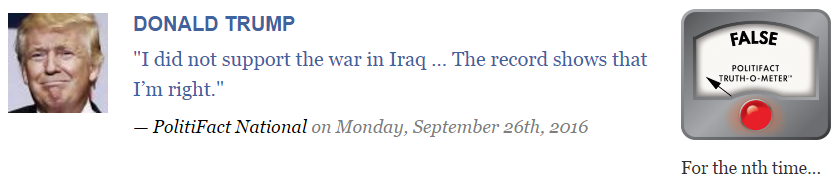 DONALD TRUMP
"I did not support the war in Iraq ... The record shows that
I’m right."
— PolitiFact National on Monday, September 26th, 2016
FALSE
POLITIFACT
TRUTH-O-METER™
For the nth time...